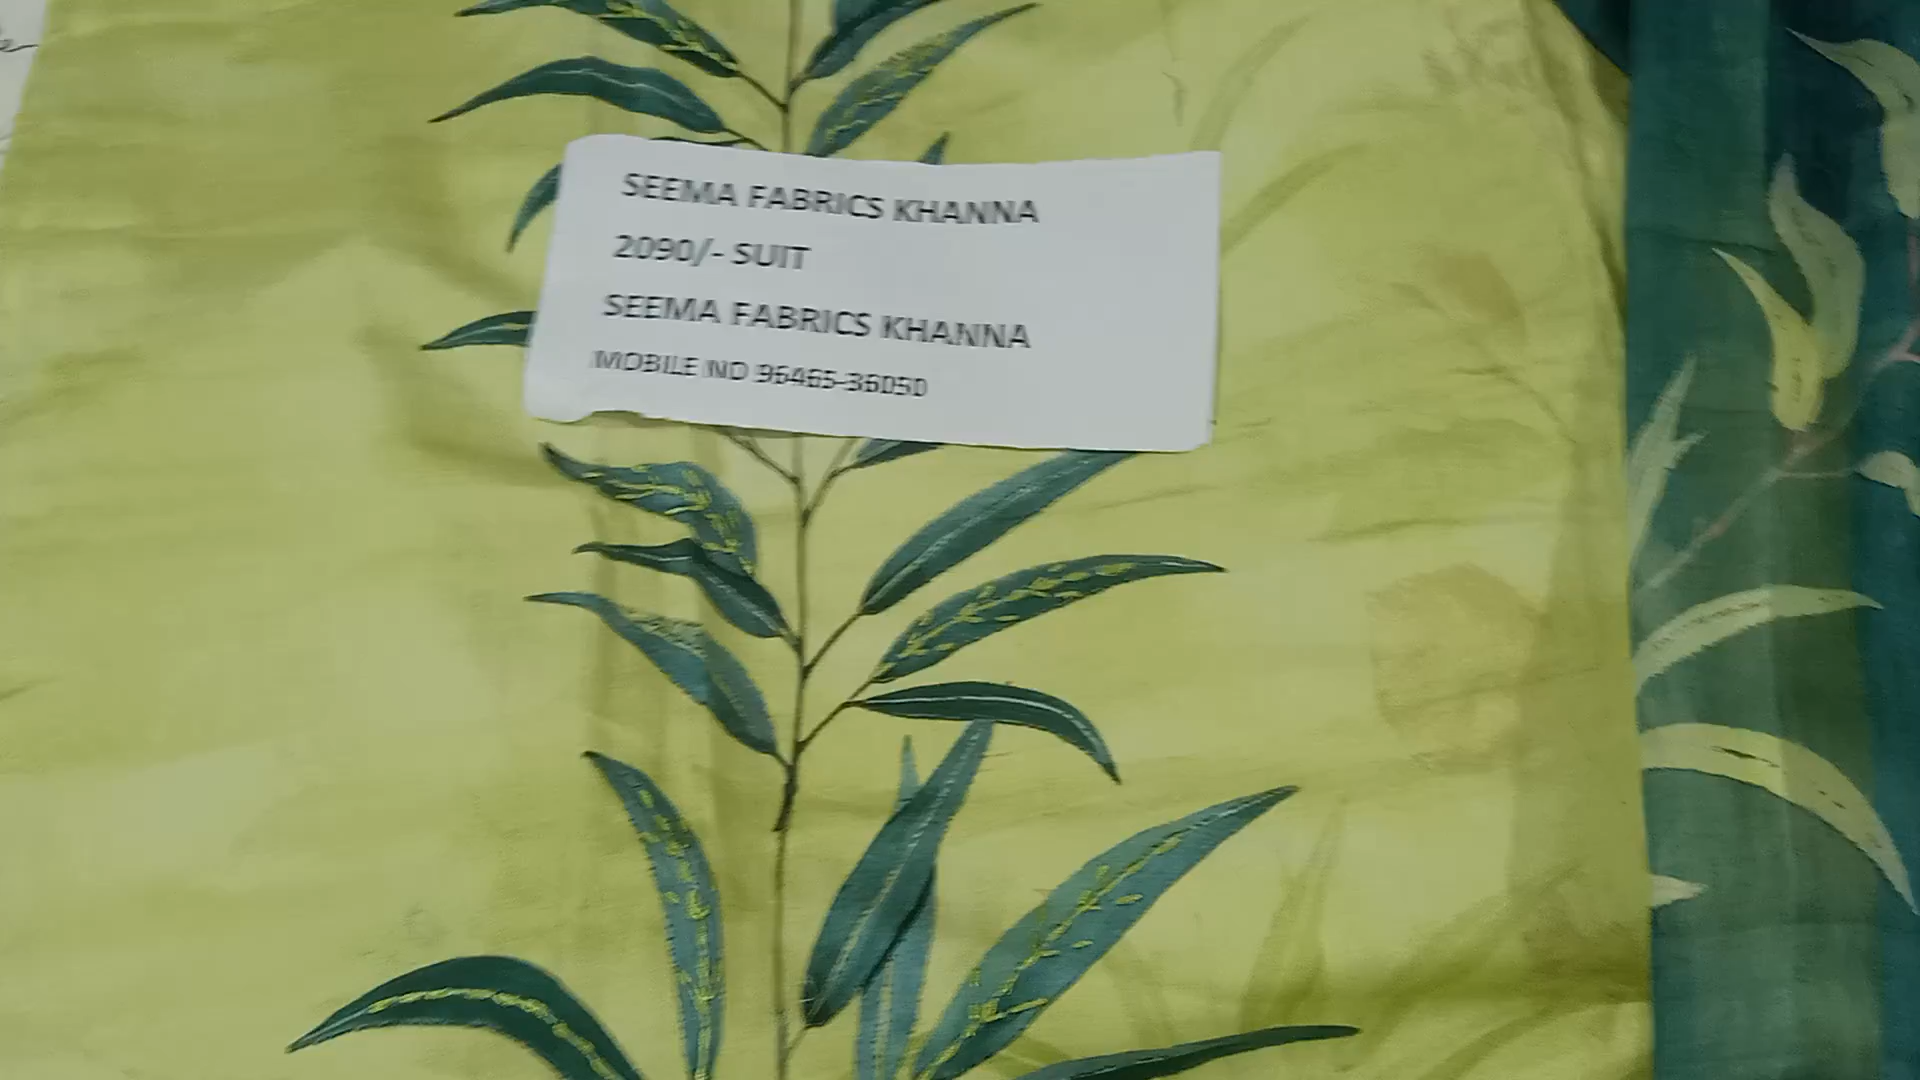 SEEMA FABRICS KHANNA
2090/- SUIT
SEEMA FABRICS KHANNA
MOBILE NO 96465-36050